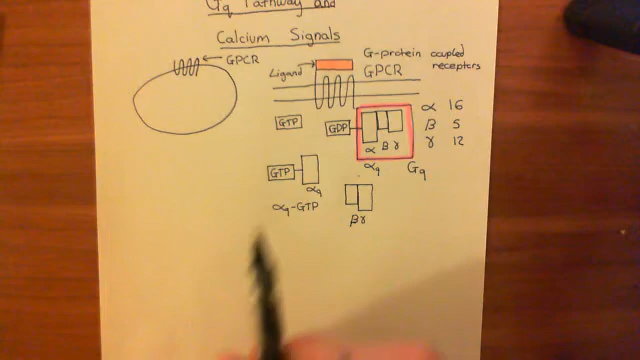 Gq Pathway and
Calcium Signals
GPCR
Ligand
G-protein coupled
receptors
GPCR
GTP
GDP
α β γ
α 16
β 5
γ 12
αq
Gq
GTP
αq
αq-GTP
βγ